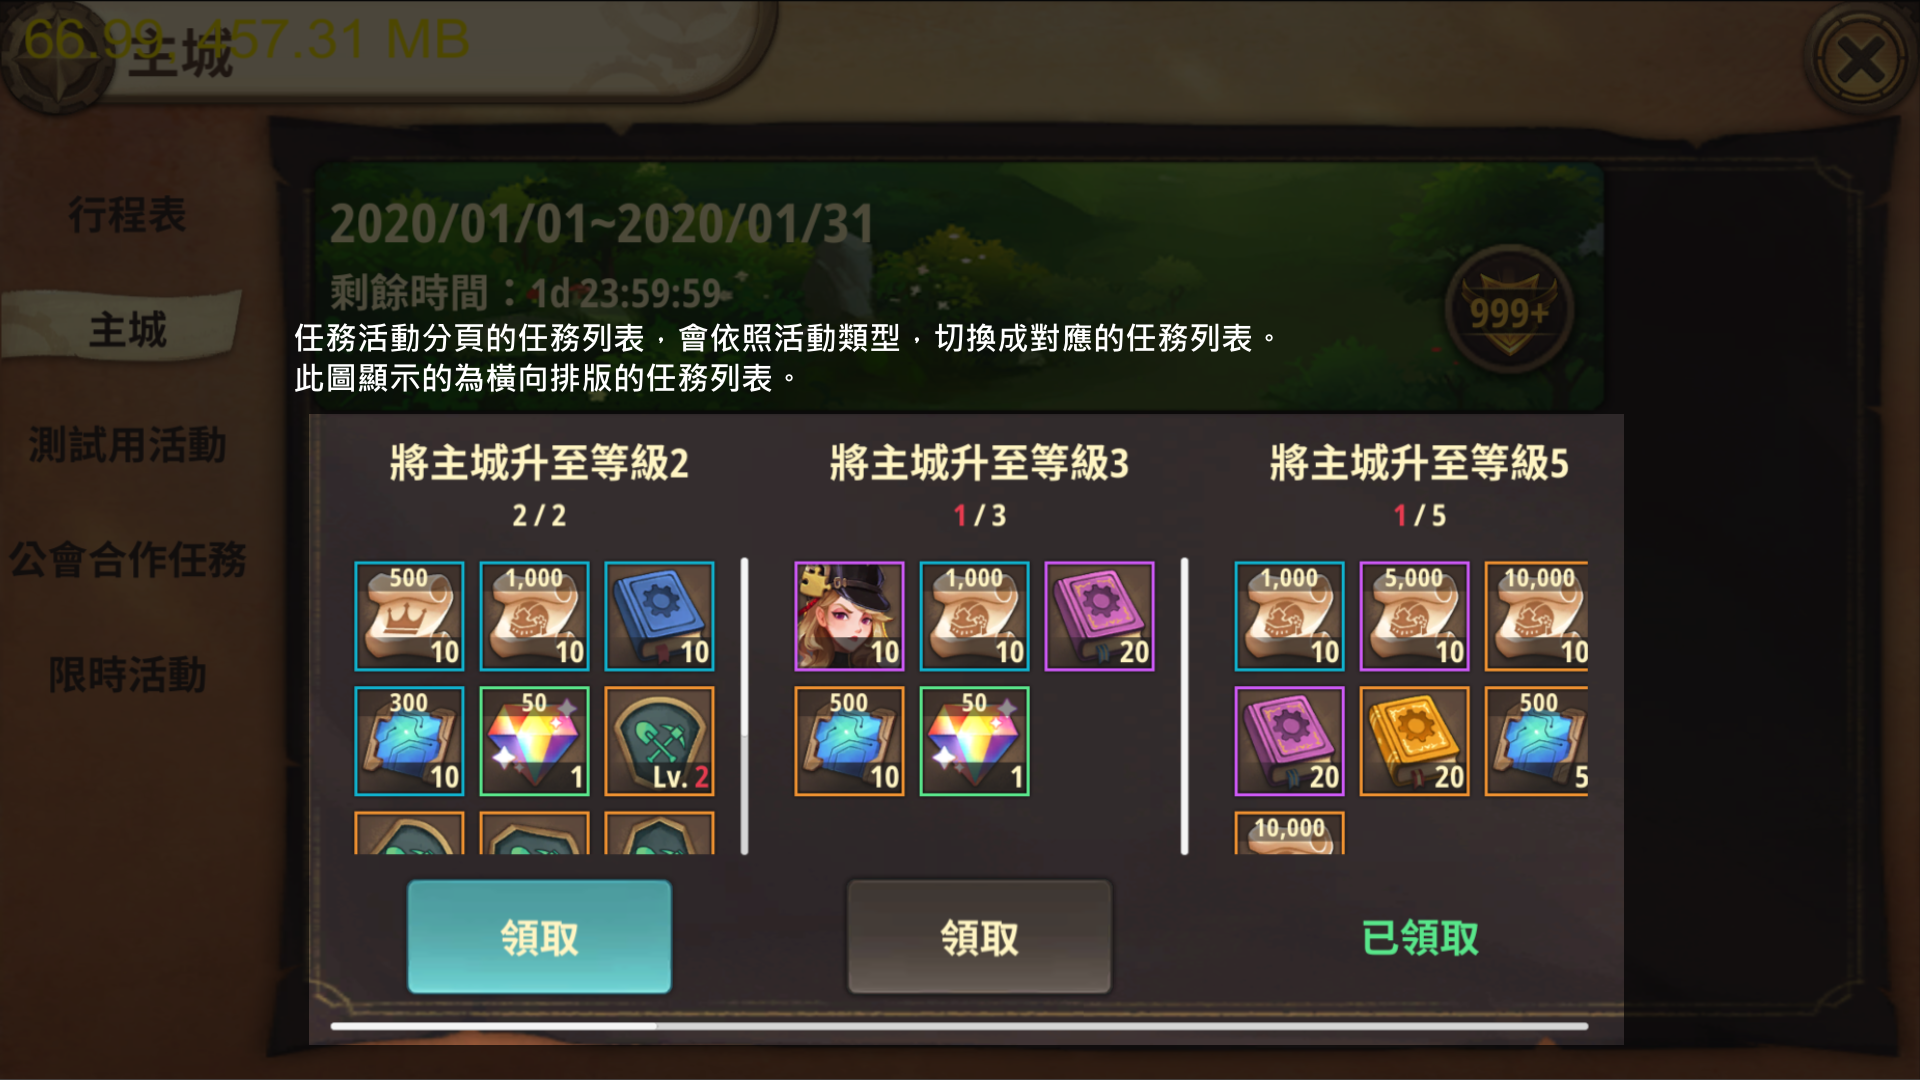 66.99, 457.31 MB
主城
行程表
主城
測試用活動
公會合作任務
限時活動
2020/01/01~2020/01/31
剩餘時間：1d 23:59:59
999+
任務活動分頁的任務列表，會依照活動類型，切換成對應的任務列表。
此圖顯示的為橫向排版的任務列表。
將主城升至等級2
2 / 2
500
10
1,000
10
10
300
10
50
1
Lv. 2
領取
將主城升至等級3
1 / 3
10
1,000
10
20
500
10
50
1
領取
將主城升至等級5
1 / 5
1,000
10
5,000
10
10,000
10
20
20
500
5
10,000
已領取